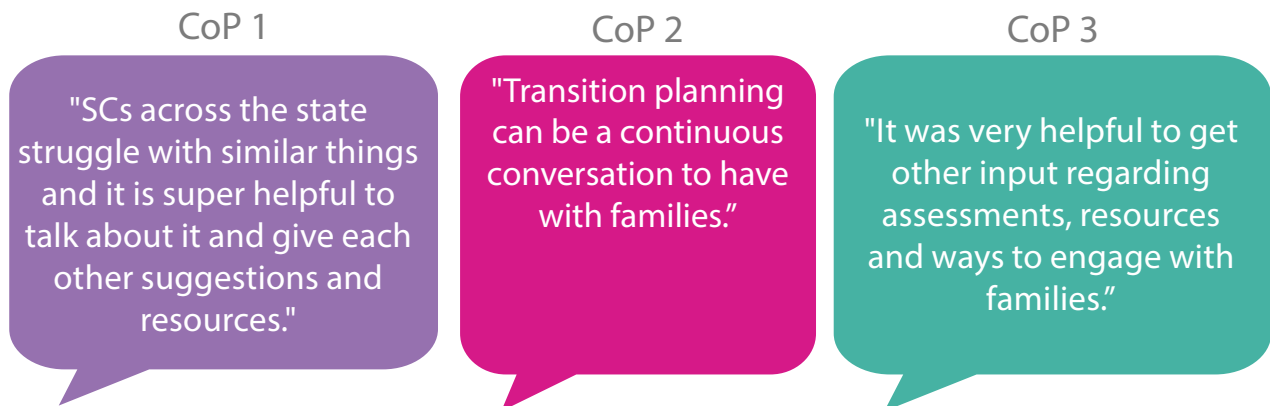 CoP 1
"SCs across the state
struggle with similar things
and it is super helpful to
talk about it and give each
other suggestions and
resources."
CoP 2
"Transition planning
can be a continuous
conversation to have
with families.”
CoP 3
"It was very helpful to get
other input regarding
assessments, resources
and ways to engage with
families.”